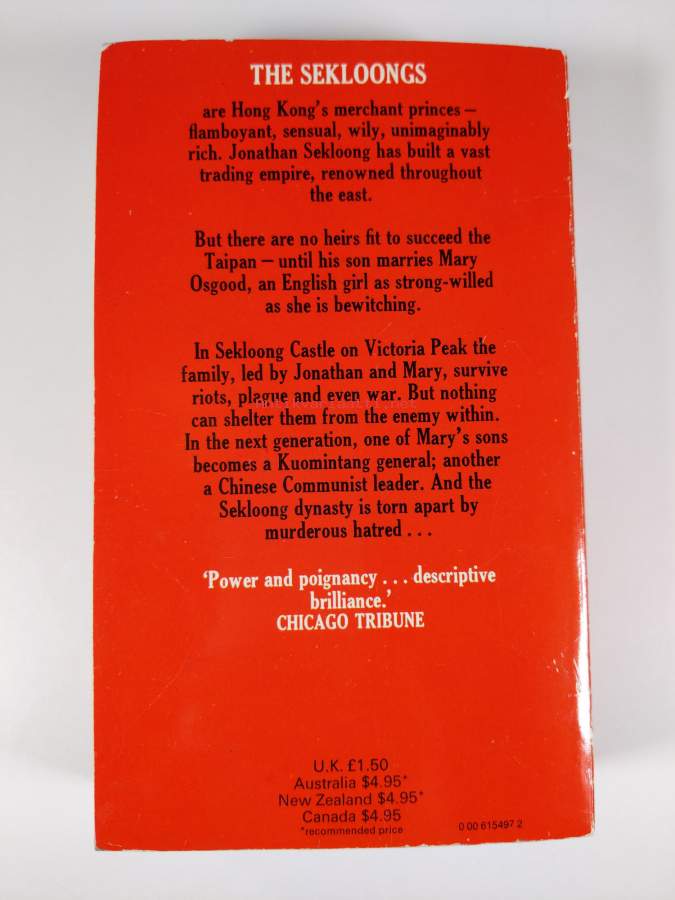 THE SEKLOONGS
are Hong Kong's merchant princes –
flamboyant, sensual, wily, unimaginably
rich. Jonathan Sekloong has built a vast
trading empire, renowned throughout
the east.
But there are no heirs fit to succeed the
Taipan – until his son marries Mary
Osgood, an English girl as strong-willed
as she is bewitching.
In Sekloong Castle on Victoria Peak the
family, led by Jonathan and Mary, survive
riots, plague and even war. But nothing
can shelter them from the enemy within.
In the next generation, one of Mary's sons
becomes a Kuomintang general; another
a Chinese Communist leader. And the
Sekloong dynasty is torn apart by
murderous hatred . . .
'Power and poignancy . . . descriptive
brilliance.'
CHICAGO TRIBUNE
U.K. £1.50
Australia $4.95*
New Zealand $4.95*
Canada $4.95
*recommended price
0 00 615497 2